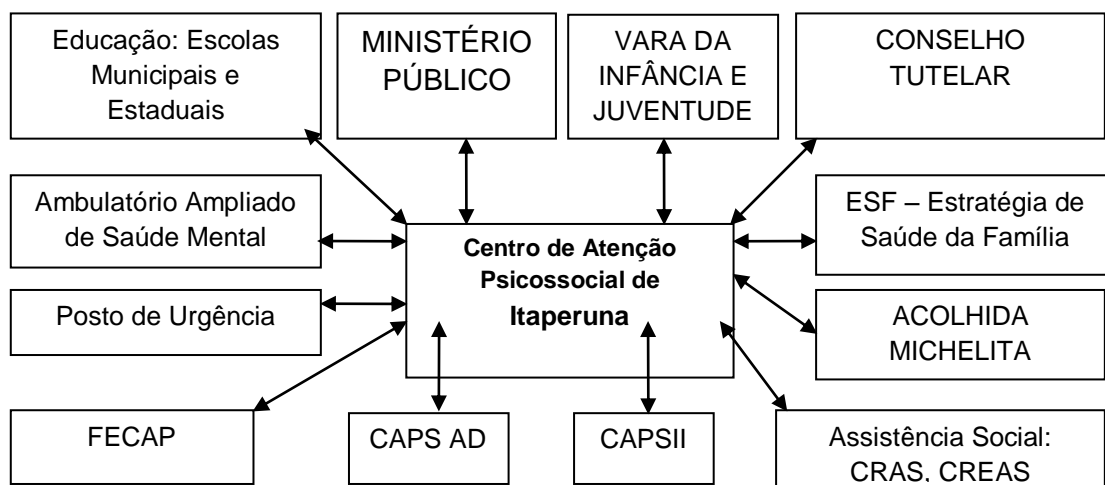 Educação: Escolas
Municipais e
Estaduais
MINISTÉRIO
PÚBLICO
VARA DA
INFÂNCIA E
JUVENTUDE
CONSELHO
TUTELAR
Ambulatório Ampliado
de Saúde Mental
Centro de Atenção
Psicossocial de
Itaperuna
ESF – Estratégia de
Saúde da Família
Posto de Urgência
ACOLHIDA
MICHELITA
FECAP
CAPS AD
CAPSII
Assistência Social:
CRAS, CREAS